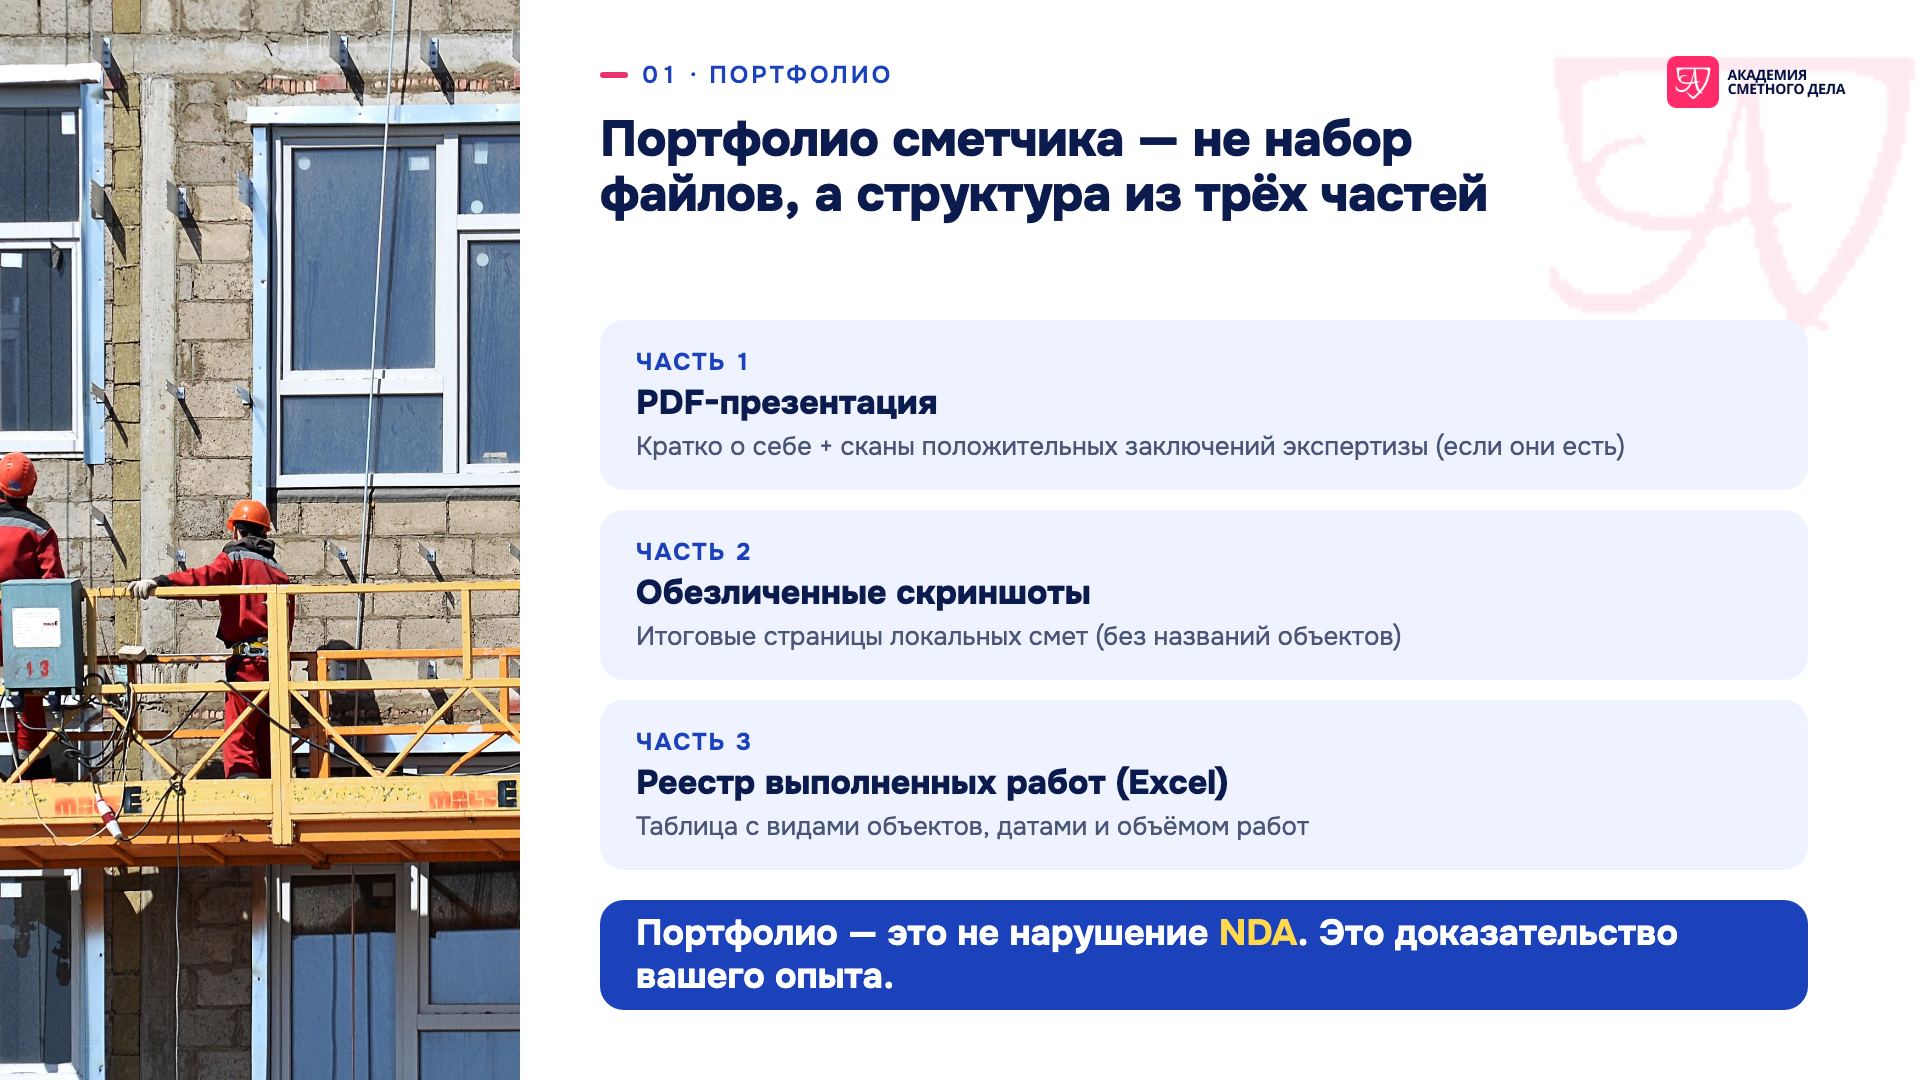 01 · ПОРТФОЛИО
АКАДЕМИЯ
СМЕТНОГО ДЕЛА
Портфолио сметчика — не набор
файлов, а структура из трёх частей
ЧАСТЬ 1
PDF-презентация
Кратко о себе + сканы положительных заключений экспертизы (если они есть)
ЧАСТЬ 2
Обезличенные скриншоты
Итоговые страницы локальных смет (без названий объектов)
ЧАСТЬ 3
Реестр выполненных работ (Excel)
Таблица с видами объектов, датами и объёмом работ
Портфолио — это не нарушение NDA. Это доказательство
вашего опыта.
13